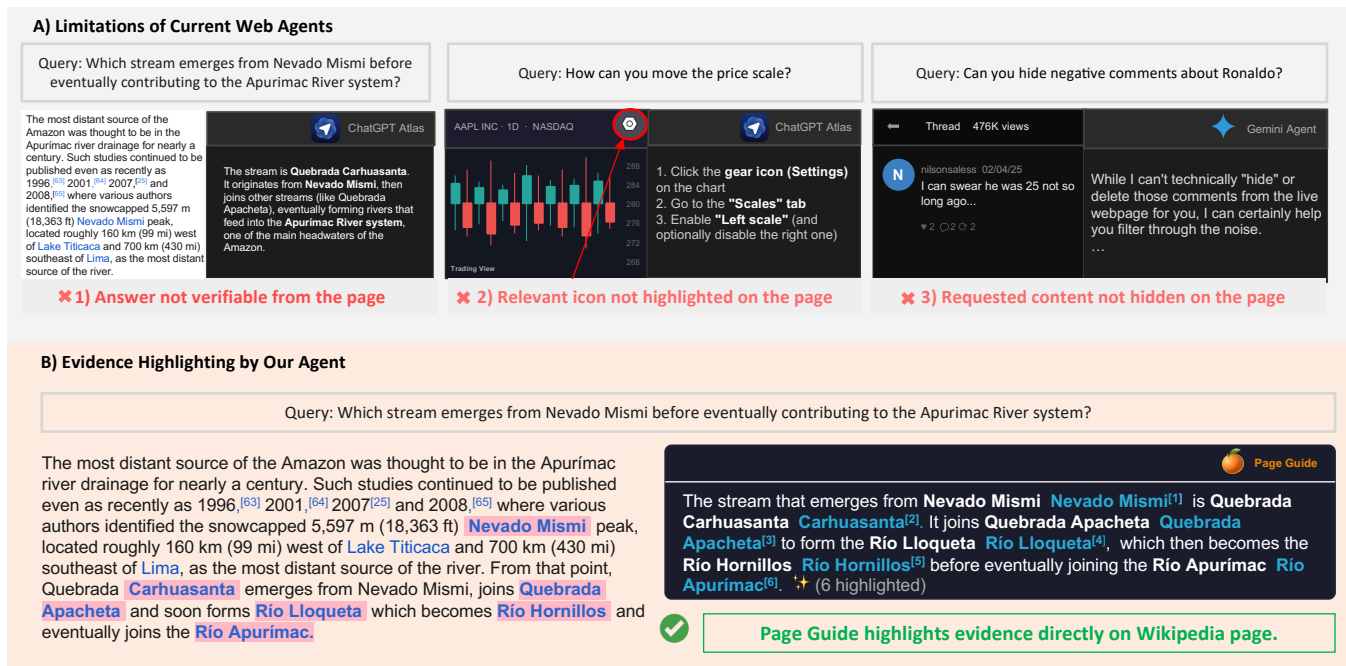 A) Limitations of Current Web Agents
Query: Which stream emerges from Nevado Mismi before
eventually contributing to the Apurimac River system?
The most distant source of the
Amazon was thought to be in the
Apurímac river drainage for nearly a
century. Such studies continued to be
published even as recently as
1996,[63] 2001,[64] 2007,[25] and
2008,[65] where various authors
identified the snowcapped 5,597 m
(18,363 ft) Nevado Mismi peak,
located roughly 160 km (99 mi) west
of Lake Titicaca and 700 km (430 mi)
southeast of Lima, as the most distant
source of the river.
ChatGPT Atlas
The stream is Quebrada Carhuasanta.
It originates from Nevado Mismi, then
joins other streams (like Quebrada
Apacheta), eventually forming rivers that
feed into the Apurímac River system,
one of the main headwaters of the
Amazon.
✖ 1) Answer not verifiable from the page
Query: How can you move the price scale?
AAPL INC · 1D · NASDAQ
288
284
280
276
272
268
Trading View
ChatGPT Atlas
1. Click the gear icon (Settings)
on the chart
2. Go to the "Scales" tab
3. Enable "Left scale" (and
optionally disable the right one)
✖ 2) Relevant icon not highlighted on the page
Query: Can you hide negative comments about Ronaldo?
Thread 476K views
N
nilsonsaless 02/04/25
I can swear he was 25 not so
long ago...
♥ 2 2 2
Gemini Agent
While I can't technically "hide" or
delete those comments from the live
webpage for you, I can certainly help
you filter through the noise.
…
✖ 3) Requested content not hidden on the page
B) Evidence Highlighting by Our Agent
Query: Which stream emerges from Nevado Mismi before eventually contributing to the Apurimac River system?
The most distant source of the Amazon was thought to be in the Apurímac
river drainage for nearly a century. Such studies continued to be published
even as recently as 1996,[63] 2001,[64] 2007[25] and 2008,[65] where various
authors identified the snowcapped 5,597 m (18,363 ft) Nevado Mismi peak,
located roughly 160 km (99 mi) west of Lake Titicaca and 700 km (430 mi)
southeast of Lima, as the most distant source of the river. From that point,
Quebrada Carhuasanta emerges from Nevado Mismi, joins Quebrada
Apacheta and soon forms Río Lloqueta which becomes Río Hornillos and
eventually joins the Río Apurímac.
Page Guide
The stream that emerges from Nevado Mismi Nevado Mismi[1] is Quebrada
Carhuasanta Carhuasanta[2]. It joins Quebrada Apacheta Quebrada
Apacheta[3] to form the Río Lloqueta Río Lloqueta[4], which then becomes the
Río Hornillos Río Hornillos[5] before eventually joining the Río Apurímac Río
Apurímac[6]. ✨ (6 highlighted)
Page Guide highlights evidence directly on Wikipedia page.